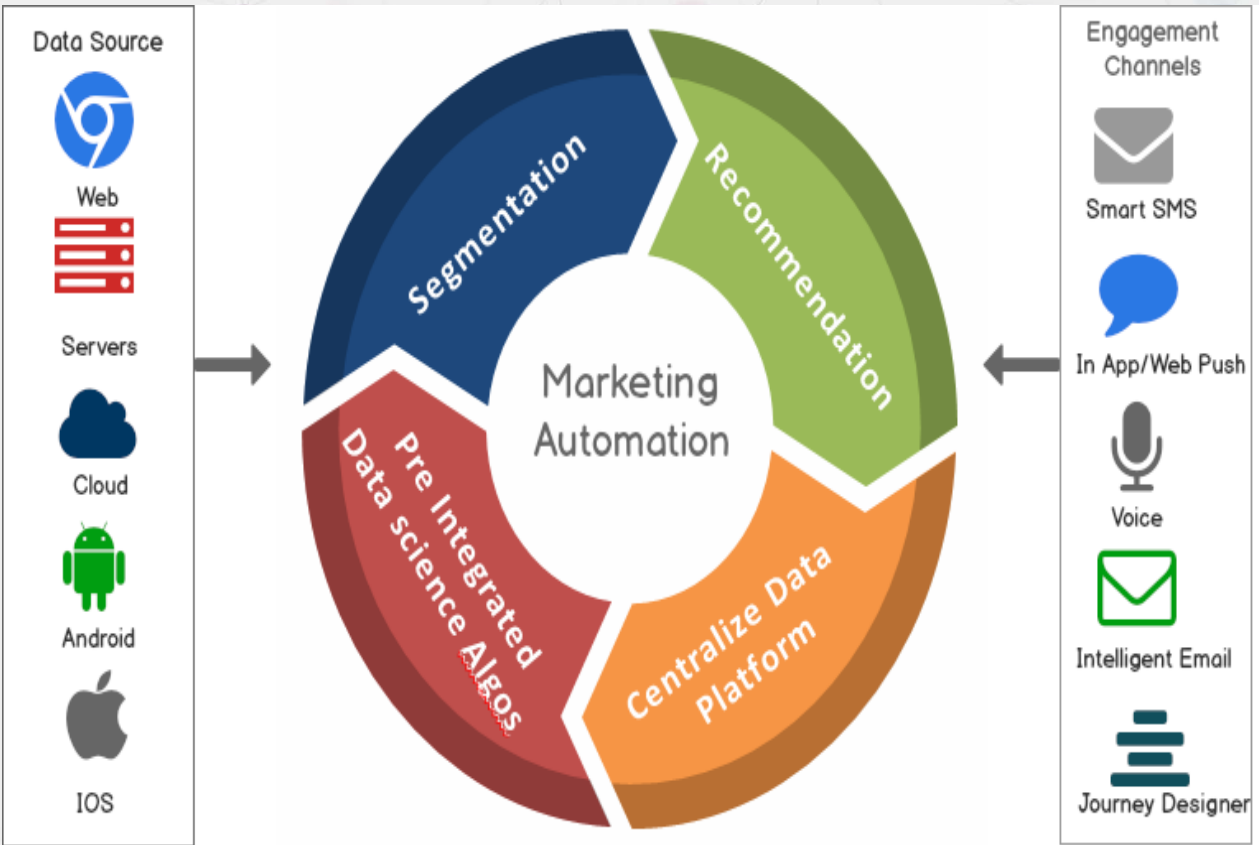 Data Source
Web
Servers
Cloud
Android
IOS
Segmentation
Recommendation
Marketing
Automation
Pre Integrated
Data science Algos
Centralize Data
Platform
Engagement
Channels
Smart SMS
In App/Web Push
Voice
Intelligent Email
Journey Designer